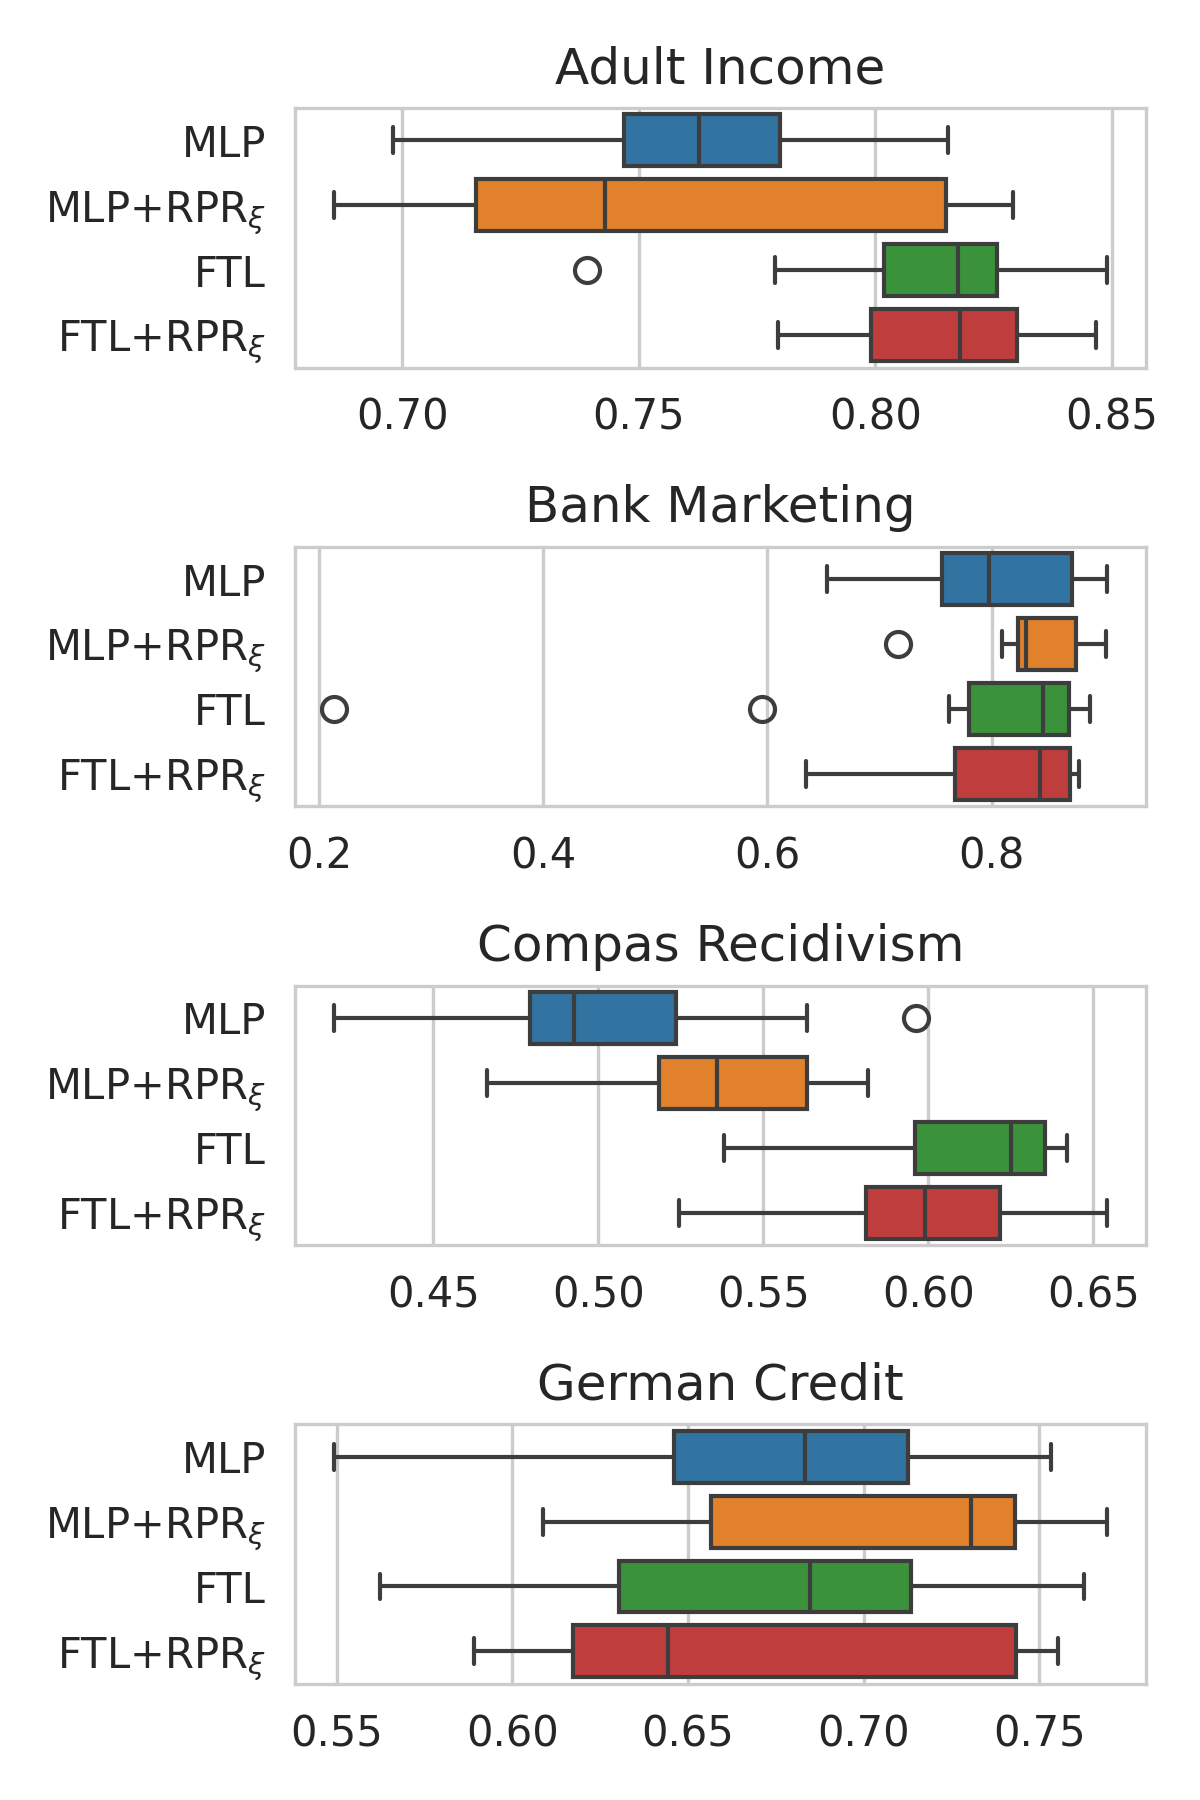 Adult Income
MLP
MLP+RPRξ
FTL
FTL+RPRξ
0.70 0.75 0.80 0.85
Bank Marketing
MLP
MLP+RPRξ
FTL
FTL+RPRξ
0.2 0.4 0.6 0.8
Compas Recidivism
MLP
MLP+RPRξ
FTL
FTL+RPRξ
0.45 0.50 0.55 0.60 0.65
German Credit
MLP
MLP+RPRξ
FTL
FTL+RPRξ
0.55 0.60 0.65 0.70 0.75